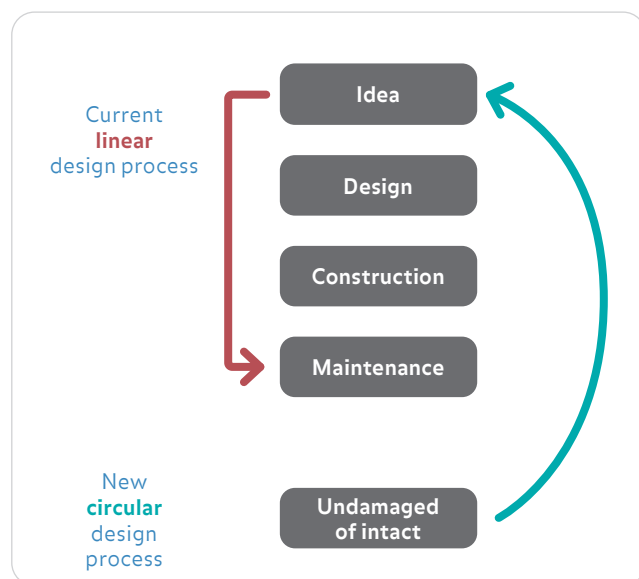 Idea
Current
linear
design process
Design
Construction
Maintenance
New
circular
design
process
Undamaged
of intact